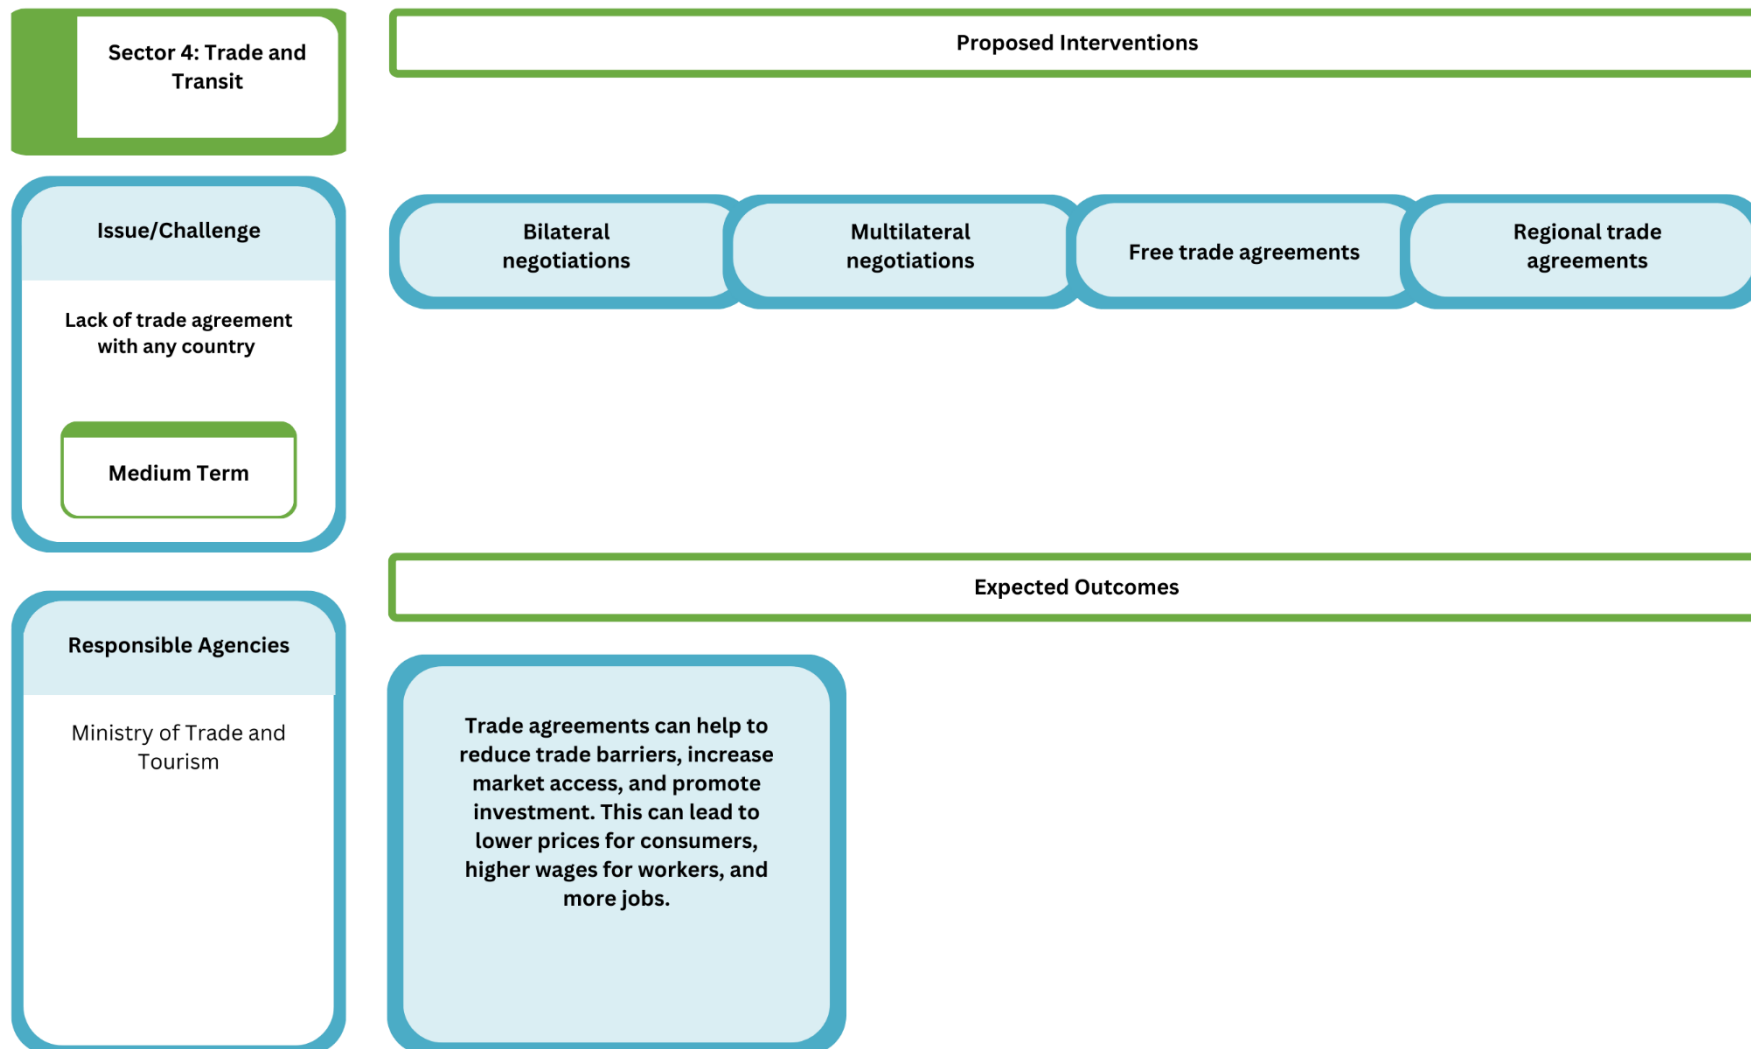 Sector 4: Trade and
Transit
Proposed Interventions
Issue/Challenge
Lack of trade agreement
with any country
Medium Term
Bilateral
negotiations
Multilateral
negotiations
Free trade agreements
Regional trade
agreements
Responsible Agencies
Ministry of Trade and
Tourism
Expected Outcomes
Trade agreements can help to
reduce trade barriers, increase
market access, and promote
investment. This can lead to
lower prices for consumers,
higher wages for workers, and
more jobs.